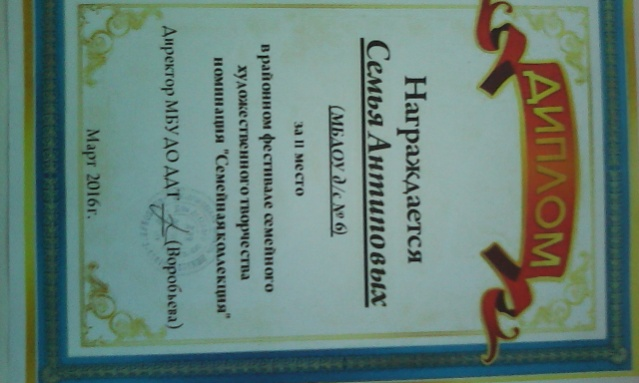 ДИПЛОМ
Награждается
Семья Антиповых
(МБДОУ д/с № 6)
за II место
в районном фестивале семейного
художественного творчества
номинация "Семейная коллекция"
Директор МБУ ДО ДДТ (Воробьева)
Март 2016г.